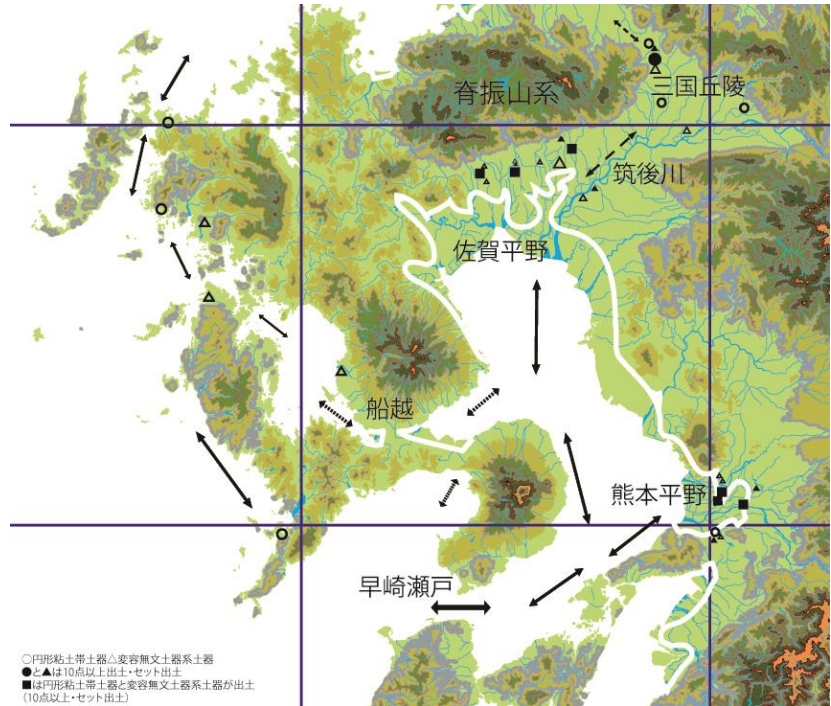 脊振山系
三国丘陵
筑後川
佐賀平野
船越
熊本平野
早崎瀬戸
○円形粘土帯土器△変容無文土器系土器
●と▲は10点以上出土・セット出土
■は円形粘土帯土器と変容無文土器系土器が出土
(10点以上・セット出土)